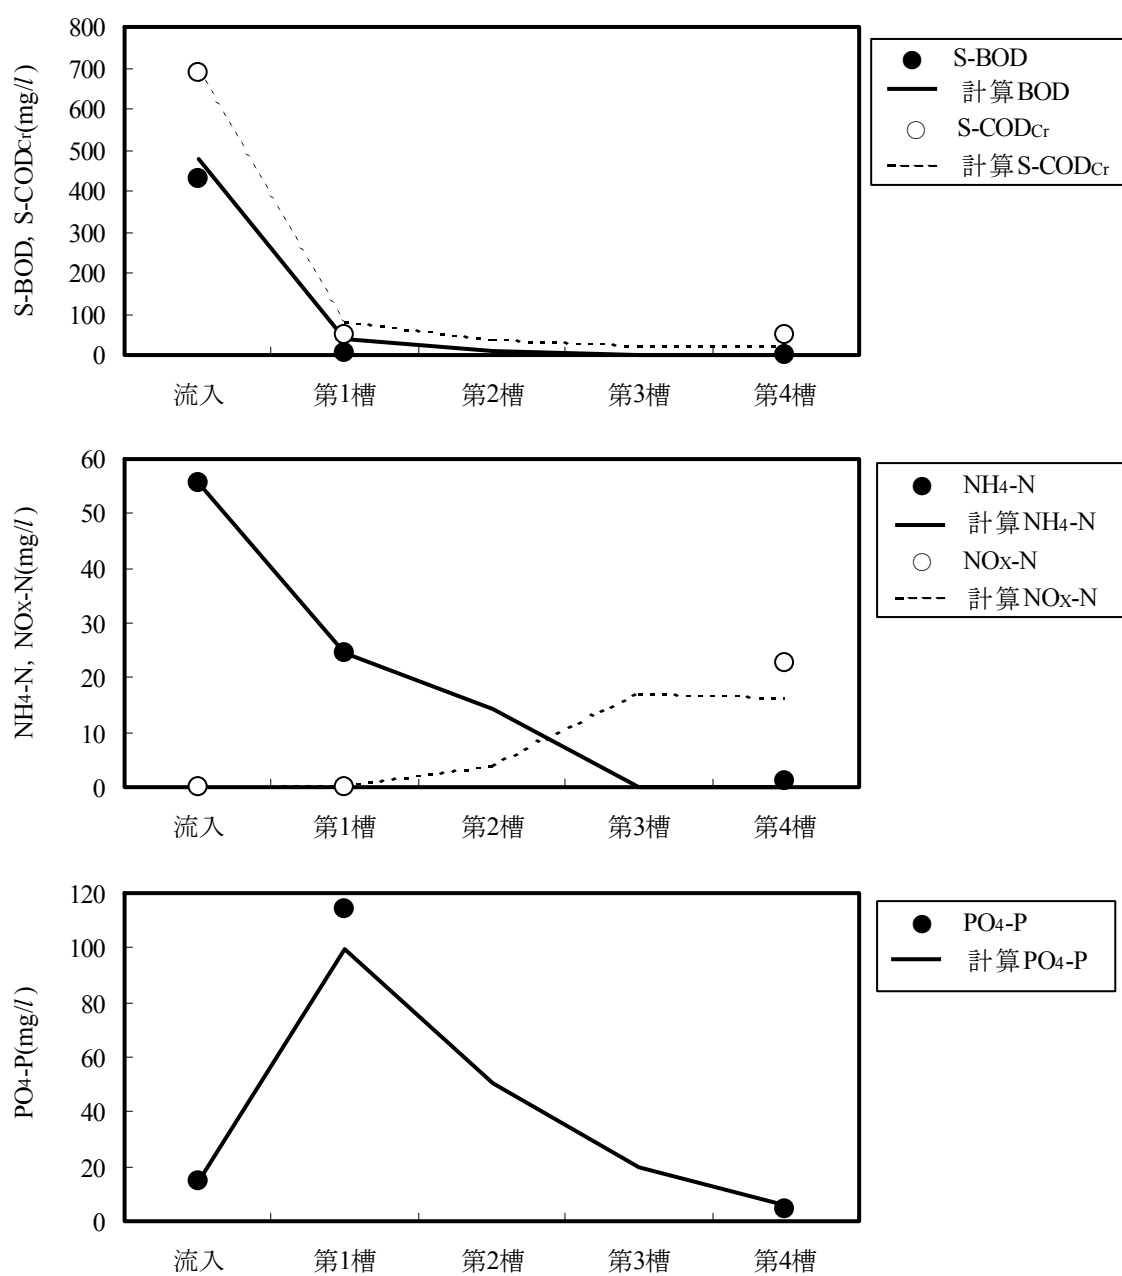 800
700
600
500
400
300
200
100
0
S-BOD, S-CODCr(mg/l)
流入
第1槽
第2槽
第3槽
第4槽
S-BOD
計算BOD
S-CODCr
計算S-CODCr
60
50
40
30
20
10
0
NH4-N, NOX-N(mg/l)
流入
第1槽
第2槽
第3槽
第4槽
NH4-N
計算NH4-N
NOX-N
計算NOX-N
120
100
80
60
40
20
0
PO4-P(mg/l)
流入
第1槽
第2槽
第3槽
第4槽
PO4-P
計算PO4-P